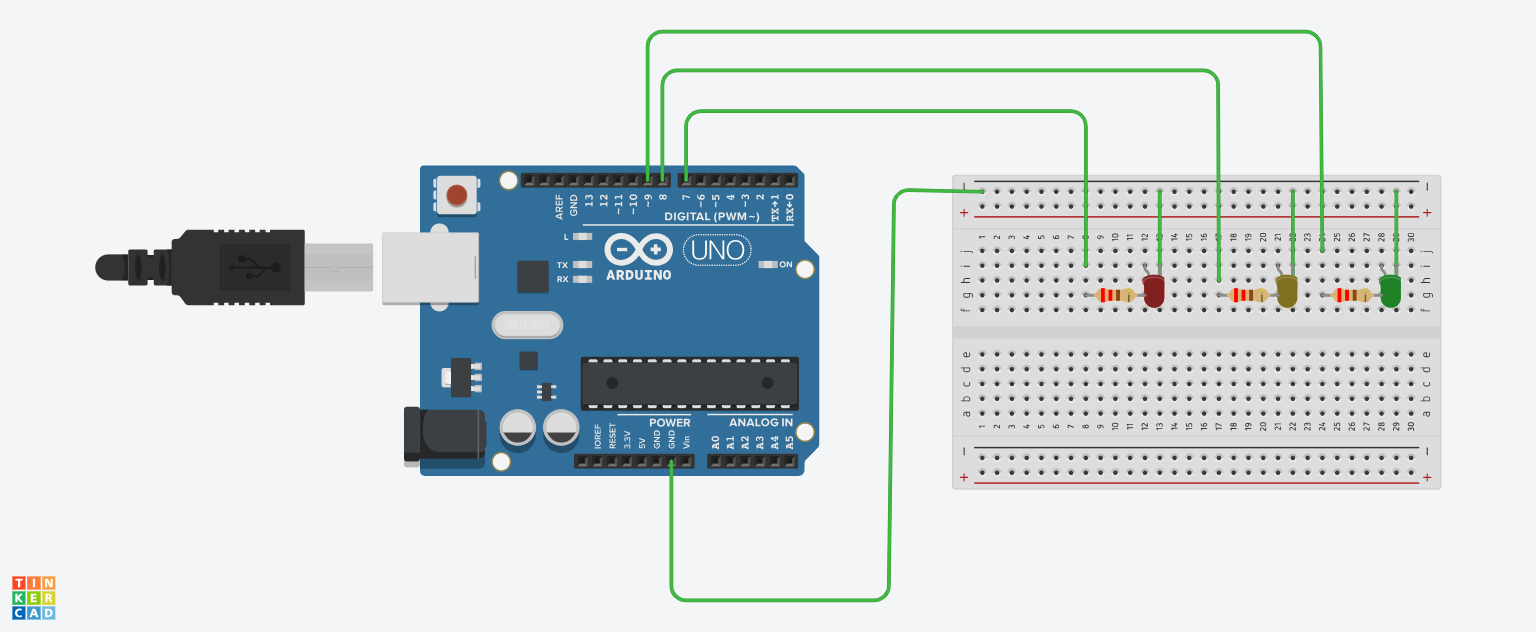 AREF
GND
13
12
~11
~10
~9
8
7
~6
~5
4
~3
2
TX→1
RX←0
DIGITAL (PWM~)
L
TX
RX
ARDUINO
UNO
ON
POWER
ANALOG IN
IOREF
RESET
3.3V
5V
GND
GND
Vin
A0
A1
A2
A3
A4
A5
− −
+ +
1 2 3 4 5 6 7 8 9 10 11 12 13 14 15 16 17 18 19 20 21 22 23 24 25 26 27 28 29 30
j j
i i
h h
g g
f f
e e
d d
c c
b b
a a
1 2 3 4 5 6 7 8 9 10 11 12 13 14 15 16 17 18 19 20 21 22 23 24 25 26 27 28 29 30
− −
+ +
TIN
KER
CAD